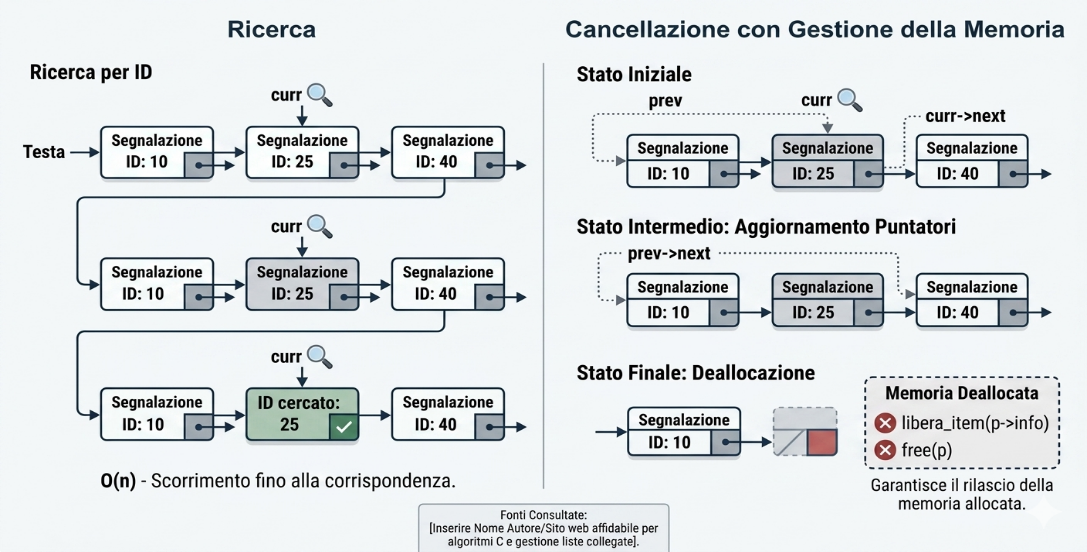 Ricerca
Ricerca per ID
curr
Testa
Segnalazione
ID: 10
Segnalazione
ID: 25
Segnalazione
ID: 40
curr
Segnalazione
ID: 10
Segnalazione
ID: 25
Segnalazione
ID: 40
curr
Segnalazione
ID: 10
ID cercato:
25
Segnalazione
ID: 40
O(n) - Scorrimento fino alla corrispondenza.
Cancellazione con Gestione della Memoria
Stato Iniziale
prev
curr
curr->next
Segnalazione
ID: 10
Segnalazione
ID: 25
Segnalazione
ID: 40
Stato Intermedio: Aggiornamento Puntatori
prev->next
Segnalazione
ID: 10
Segnalazione
ID: 25
Segnalazione
ID: 40
Stato Finale: Deallocazione
Segnalazione
ID: 10
Memoria Deallocata
libera_item(p->info)
free(p)
Garantisce il rilascio della
memoria allocata.
Fonti Consultate:
[Inserire Nome Autore/Sito web affidabile per
algoritmi C e gestione liste collegate].